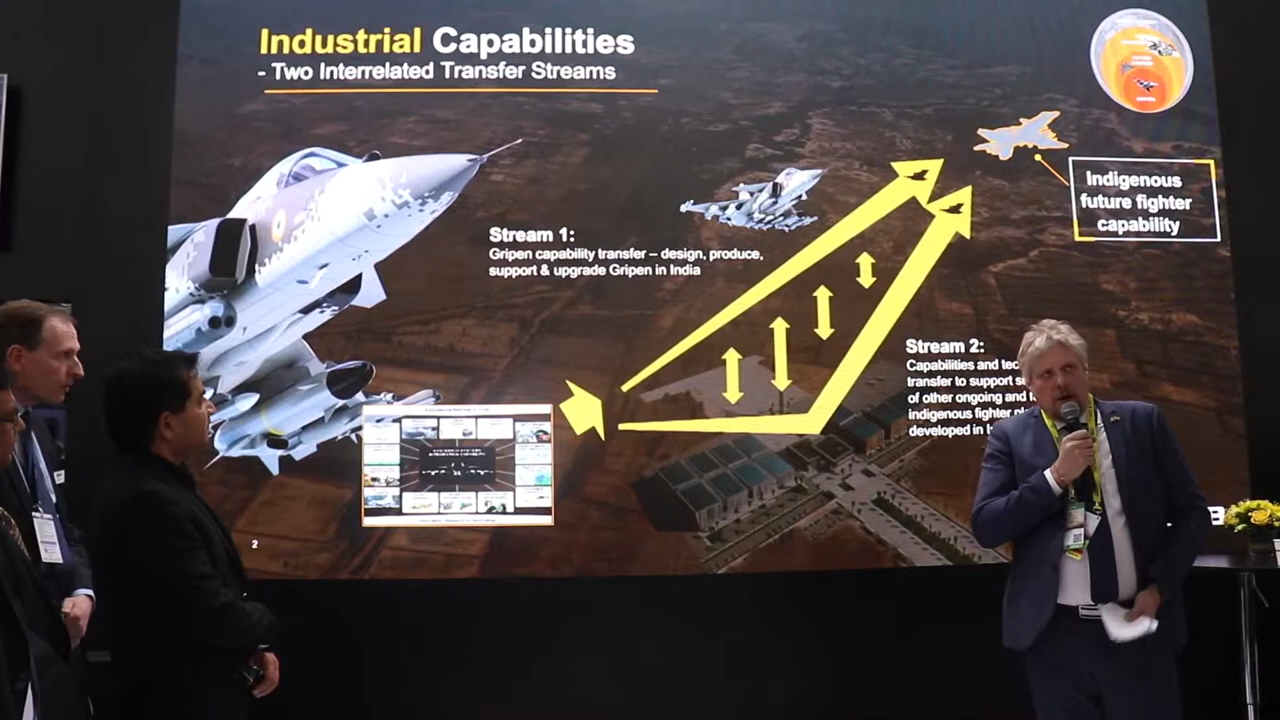 Industrial Capabilities
- Two Interrelated Transfer Streams
Stream 1:
Gripen capability transfer – design, produce,
support & upgrade Gripen in India
Indigenous
future fighter
capability
Stream 2:
Capabilities and
transfer to support
of other ongoing and
indigenous fighter
developed in
2